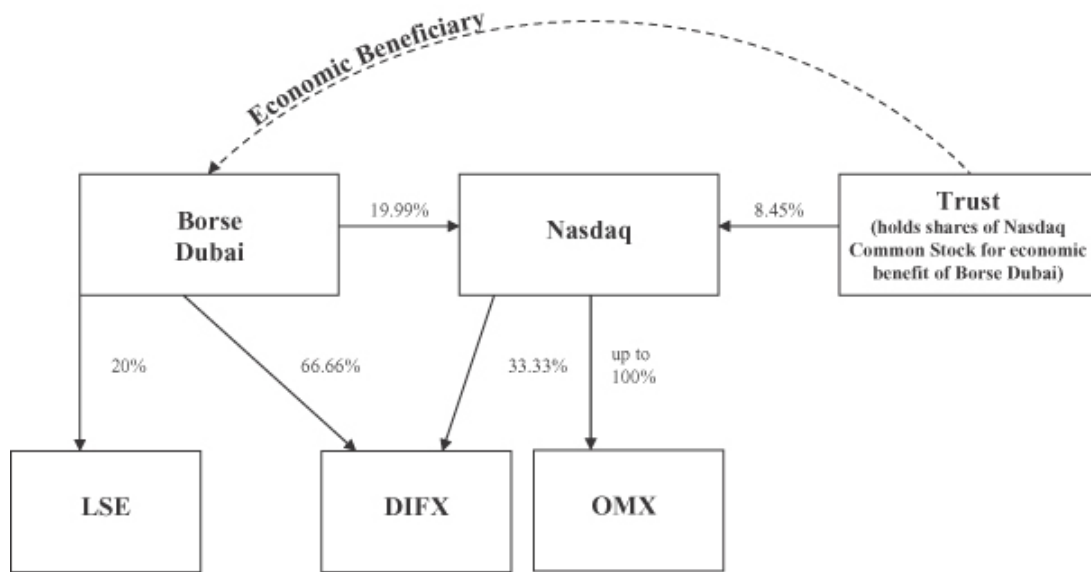 Economic Beneficiary
Borse
Dubai
19.99%
Nasdaq
8.45%
Trust
(holds shares of Nasdaq
Common Stock for economic
benefit of Borse Dubai)
20%
66.66%
33.33%
up to
100%
LSE
DIFX
OMX